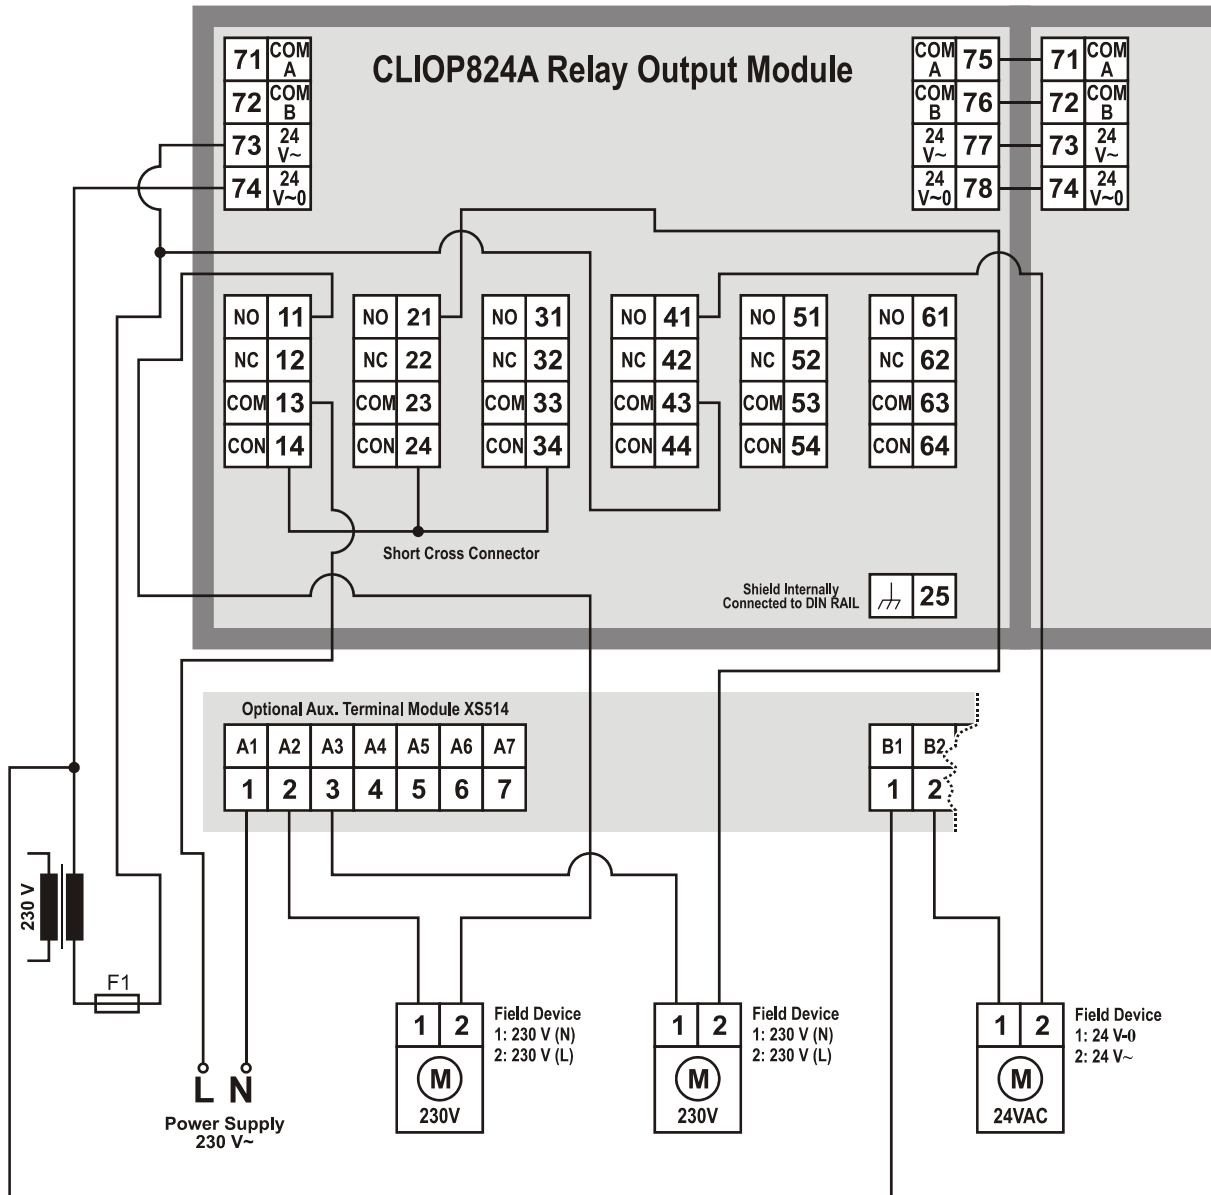 CLIOP824A Relay Output Module
71 COM A
72 COM B
73 24 V~
74 24 V~0
COM A 75
COM B 76
24 V~ 77
24 V~0 78
71 COM A
72 COM B
73 24 V~
74 24 V~0
NO 11
NC 12
COM 13
CON 14
NO 21
NC 22
COM 23
CON 24
NO 31
NC 32
COM 33
CON 34
NO 41
NC 42
COM 43
CON 44
NO 51
NC 52
COM 53
CON 54
NO 61
NC 62
COM 63
CON 64
Short Cross Connector
Shield Internally
Connected to DIN RAIL
25
Optional Aux. Terminal Module XS514
A1 A2 A3 A4 A5 A6 A7
1 2 3 4 5 6 7
B1 B2
1 2
230 V
F1
L N
Power Supply
230 V~
1 2
M
230V
Field Device
1: 230 V (N)
2: 230 V (L)
1 2
M
230V
Field Device
1: 230 V (N)
2: 230 V (L)
1 2
M
24VAC
Field Device
1: 24 V-0
2: 24 V~